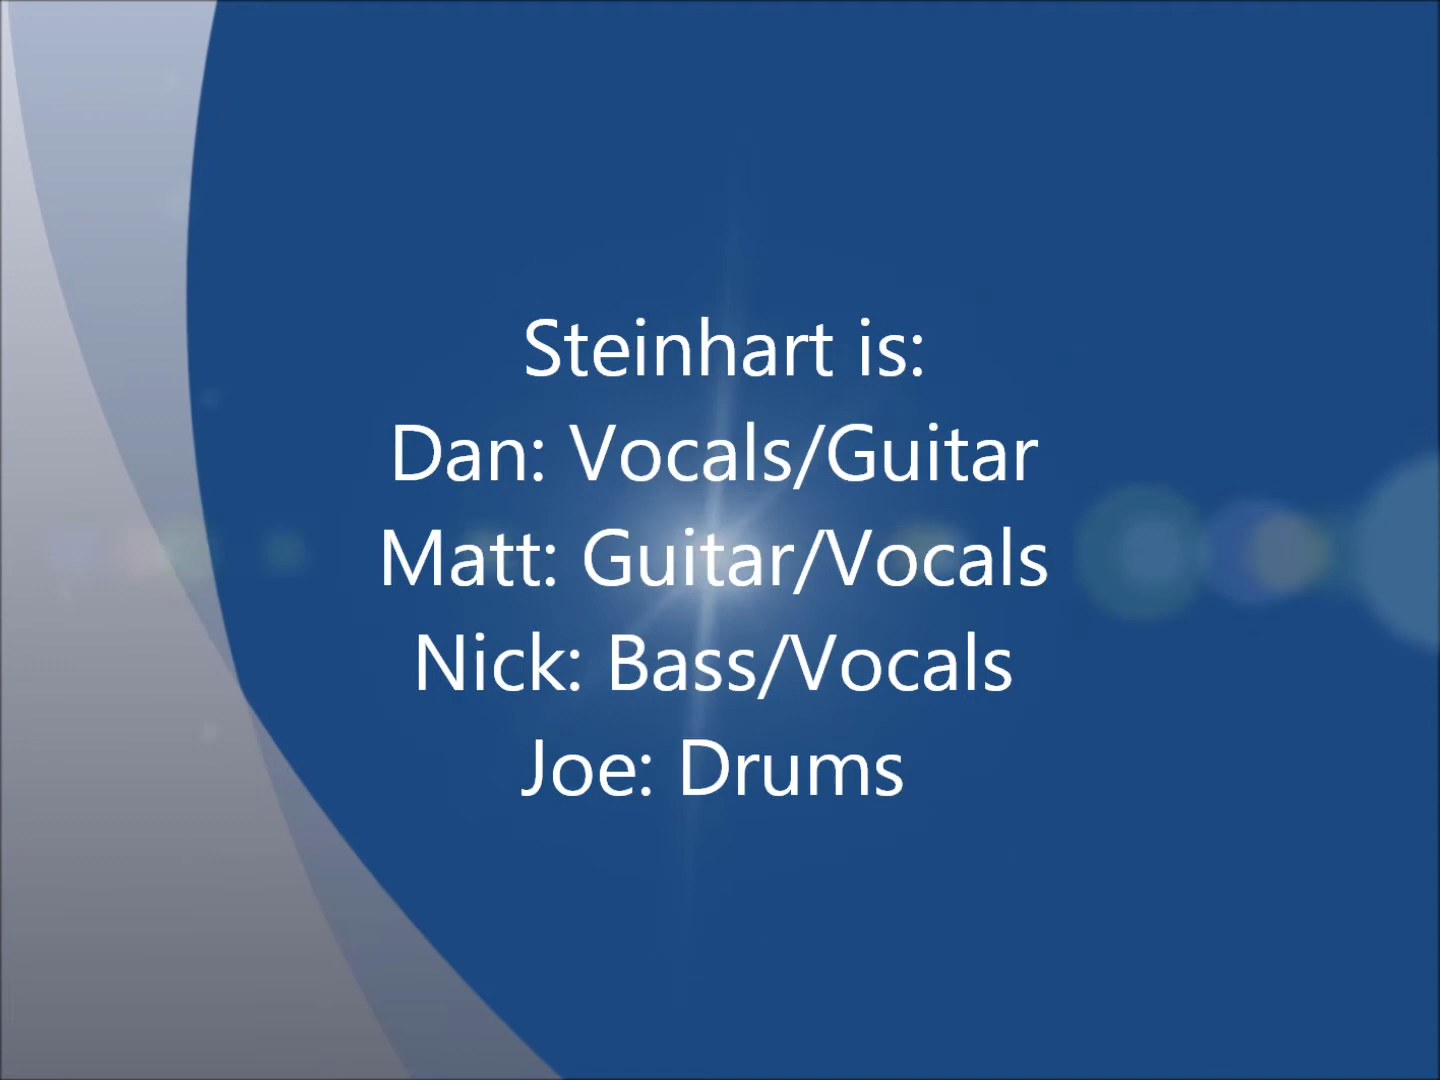 Steinhart is:
Dan: Vocals/Guitar
Matt: Guitar/Vocals
Nick: Bass/Vocals
Joe: Drums